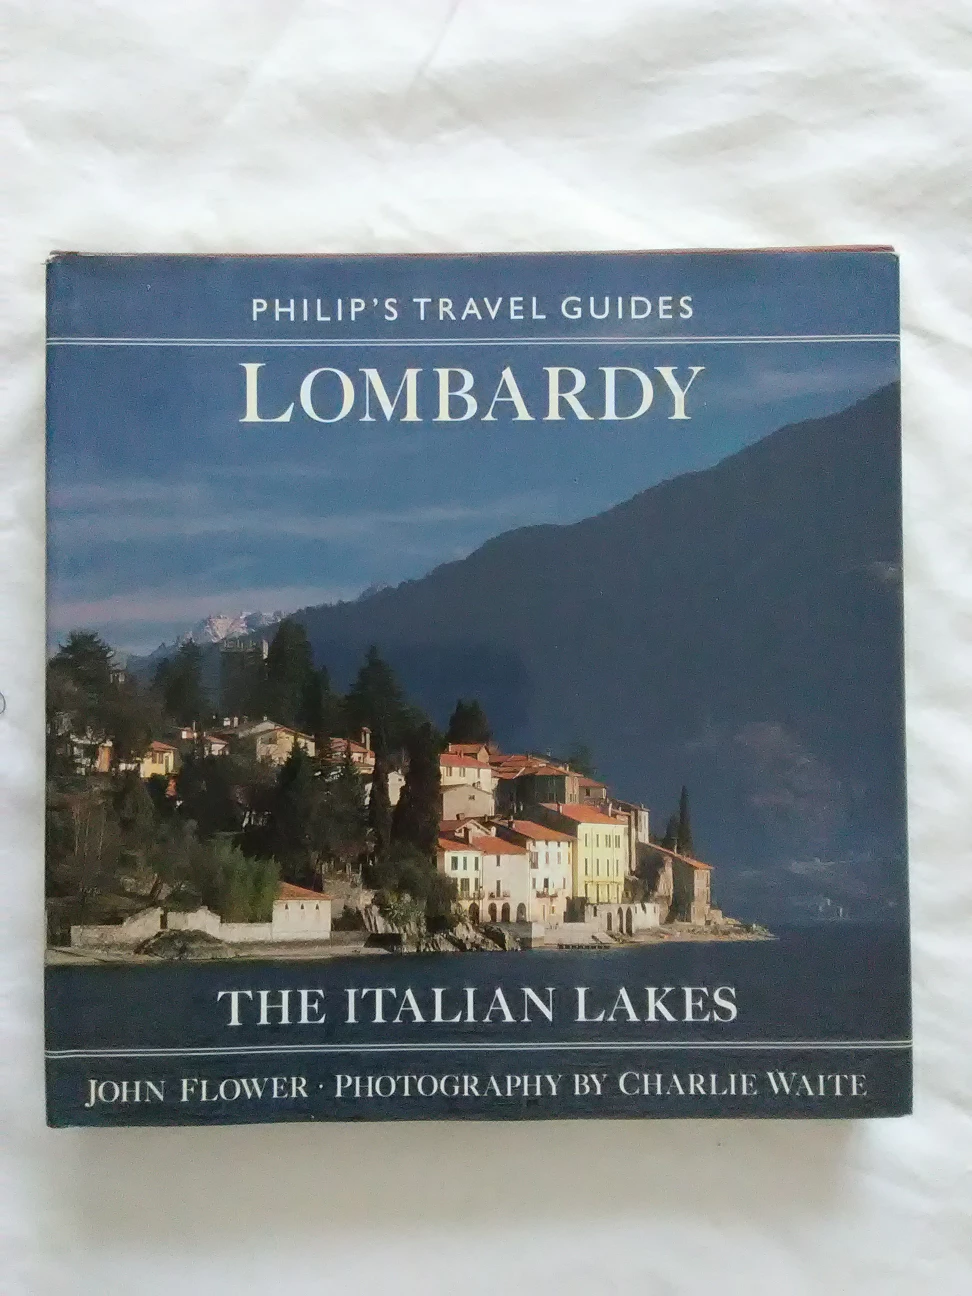 PHILIP'S TRAVEL GUIDES
LOMBARDY
THE ITALIAN LAKES
JOHN FLOWER · PHOTOGRAPHY BY CHARLIE WAITE